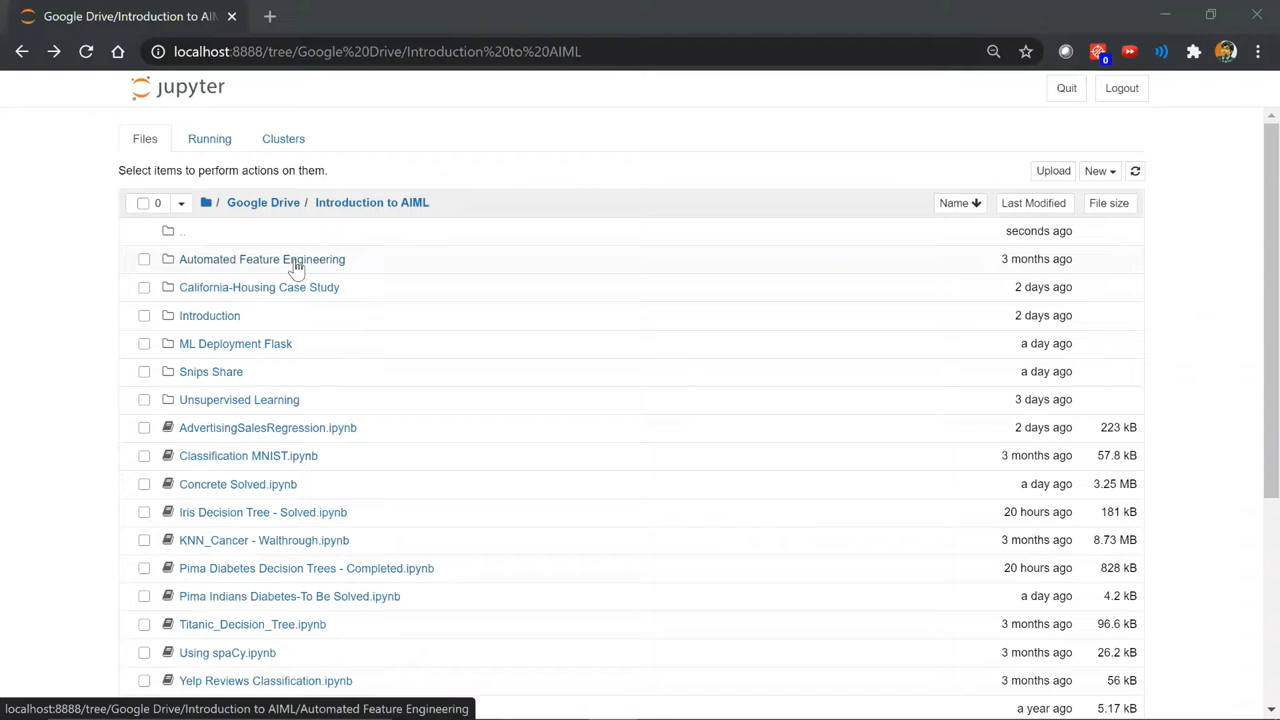 Google Drive/Introduction to AIM
localhost:8888/tree/Google%20Drive/Introduction%20to%20AIML
0
jupyter
Quit
Logout
Files
Running
Clusters
Select items to perform actions on them.
Upload
New
0
/ Google Drive / Introduction to AIML
Name
Last Modified
File size
..
seconds ago
Automated Feature Engineering
3 months ago
California-Housing Case Study
2 days ago
Introduction
2 days ago
ML Deployment Flask
a day ago
Snips Share
a day ago
Unsupervised Learning
3 days ago
AdvertisingSalesRegression.ipynb
2 days ago
223 kB
Classification MNIST.ipynb
3 months ago
57.8 kB
Concrete Solved.ipynb
a day ago
3.25 MB
Iris Decision Tree - Solved.ipynb
20 hours ago
181 kB
KNN_Cancer - Walthrough.ipynb
3 months ago
8.73 MB
Pima Diabetes Decision Trees - Completed.ipynb
20 hours ago
828 kB
Pima Indians Diabetes-To Be Solved.ipynb
a day ago
4.2 kB
Titanic_Decision_Tree.ipynb
3 months ago
96.6 kB
Using spaCy.ipynb
3 months ago
26.2 kB
Yelp Reviews Classification.ipynb
3 months ago
56 kB
a year ago
5.17 kB
localhost:8888/tree/Google Drive/Introduction to AIML/Automated Feature Engineering